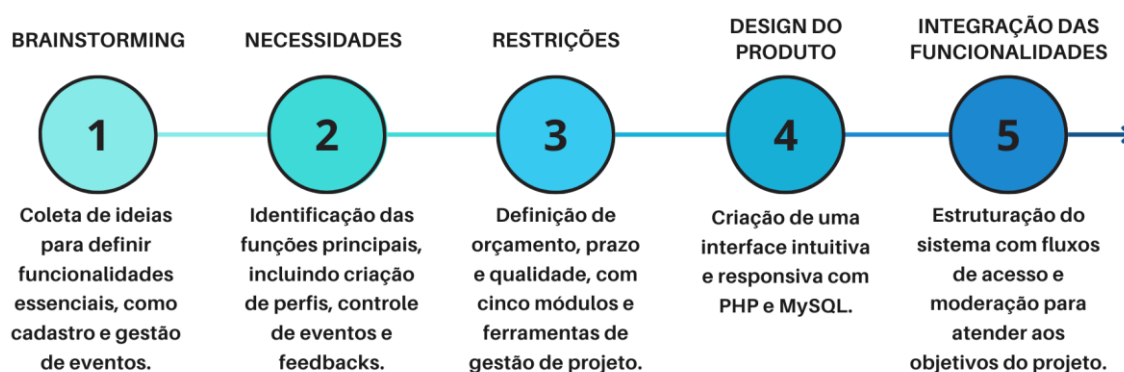 BRAINSTORMING
1
Coleta de ideias
para definir
funcionalidades
essenciais, como
cadastro e gestão
de eventos.
NECESSIDADES
2
Identificação das
funções principais,
incluindo criação
de perfis, controle
de eventos e
feedbacks.
RESTRIÇÕES
3
Definição de
orçamento, prazo
e qualidade, com
cinco módulos e
ferramentas de
gestão de projeto.
DESIGN DO
PRODUTO
4
Criação de uma
interface intuitiva
e responsiva com
PHP e MySQL.
INTEGRAÇÃO DAS
FUNCIONALIDADES
5
Estruturação do
sistema com fluxos
de acesso e
moderação para
atender aos
objetivos do projeto.